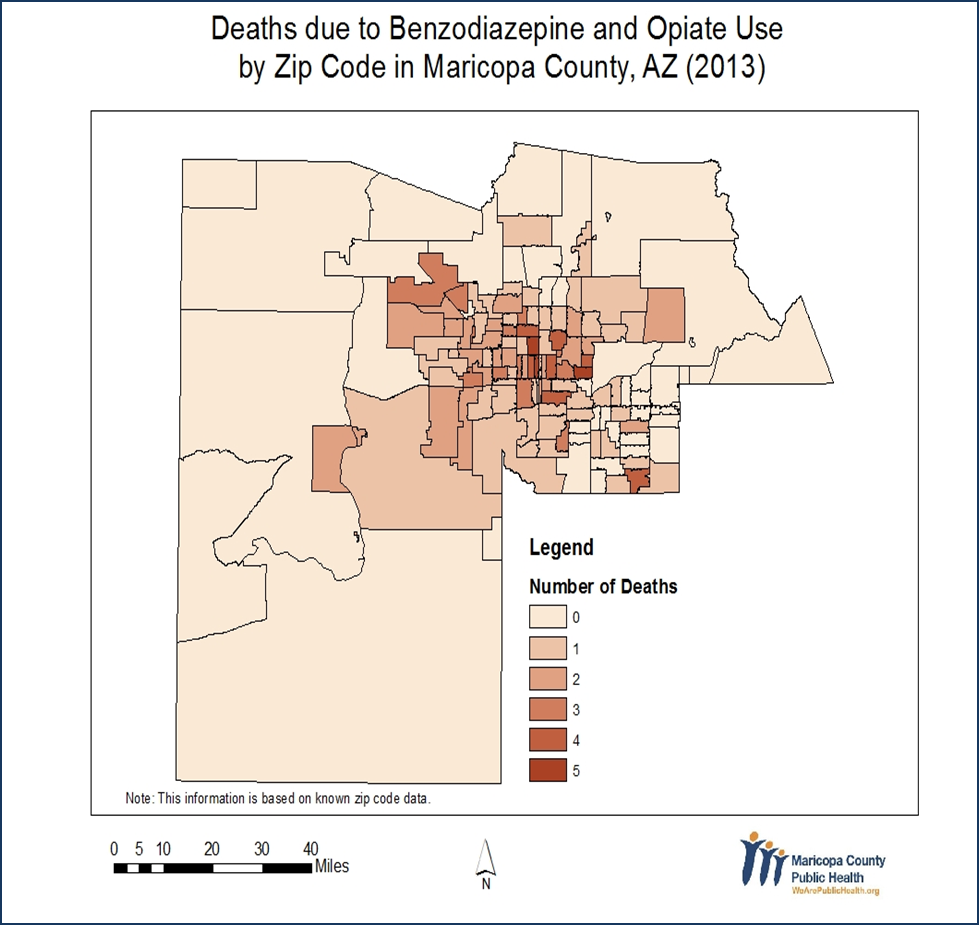 Deaths due to Benzodiazepine and Opiate Use
by Zip Code in Maricopa County, AZ (2013)
Legend
Number of Deaths
0
1
2
3
4
5
Note: This information is based on known zip code data.
0 5 10 20 30 40
Miles
N
Maricopa County
Public Health
WeArePublicHealth.org